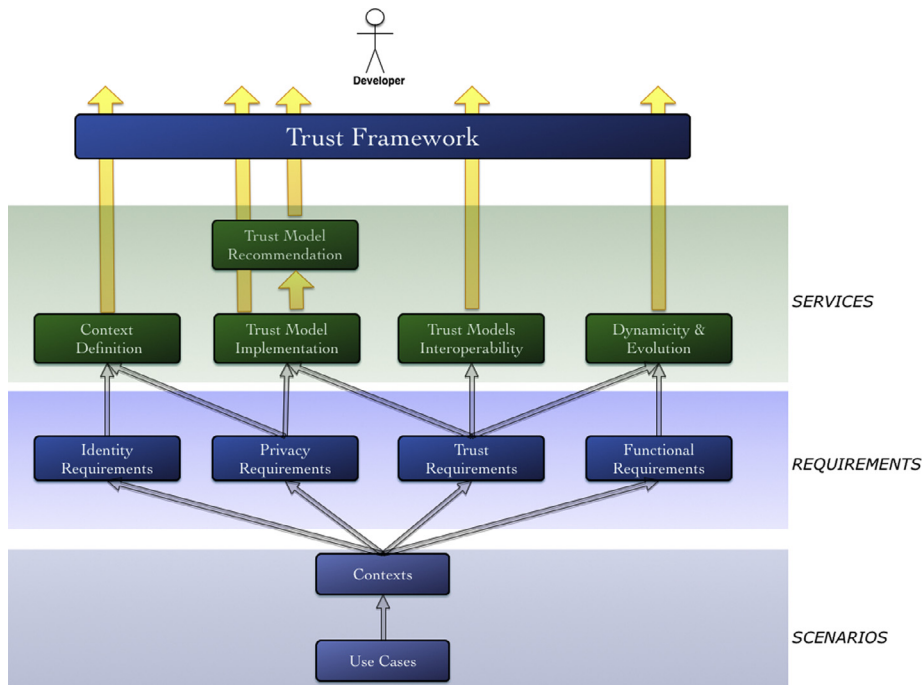 Developer
Trust Framework
Trust Model
Recommendation
SERVICES
Context
Definition
Trust Model
Implementation
Trust Models
Interoperability
Dynamicity &
Evolution
Identity
Requirements
Privacy
Requirements
Trust
Requirements
Functional
Requirements
REQUIREMENTS
Contexts
SCENARIOS
Use Cases